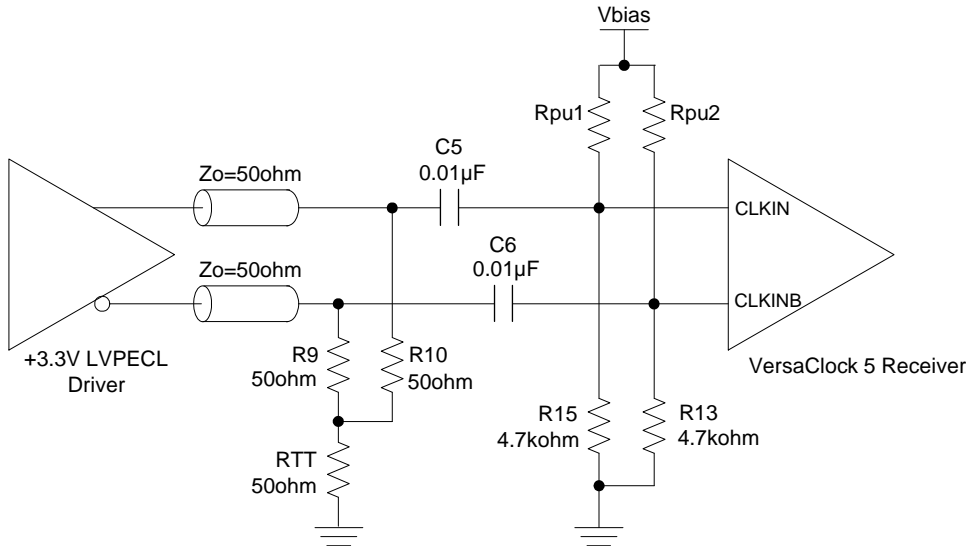 Vbias
Rpu1
Rpu2
C5
0.01µF
Zo=50ohm
CLKIN
C6
0.01µF
Zo=50ohm
CLKINB
+3.3V LVPECL
Driver
R9
50ohm
R10
50ohm
VersaClock 5 Receiver
R15
4.7kohm
R13
4.7kohm
RTT
50ohm